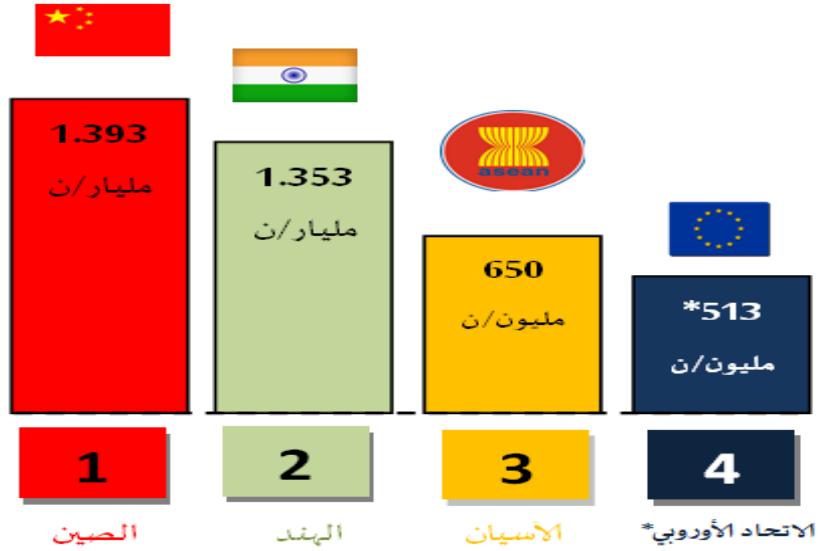 1.393
مليار/ن
1.353
مليار/ن
asean
650
مليون/ن
*513
مليون/ن
1
2
3
4
الصين
الهند
الآسيان
الاتحاد الأوروبي*